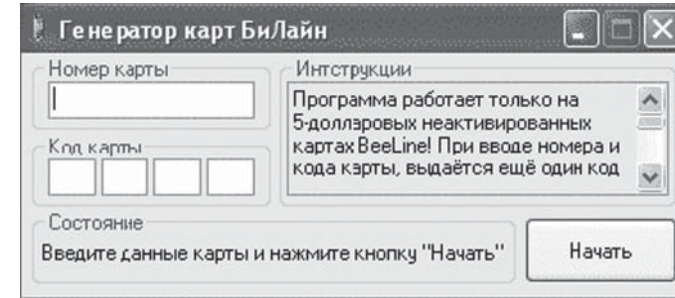 Генератор карт БиЛайн
Номер карты
Интструкции
Программа работает только на
5-долларовых неактивированных
картах BeeLine! При вводе номера и
кода карты, выдаётся ещё один код
Код карты
Состояние
Введите данные карты и нажмите кнопку "Начать"
Начать